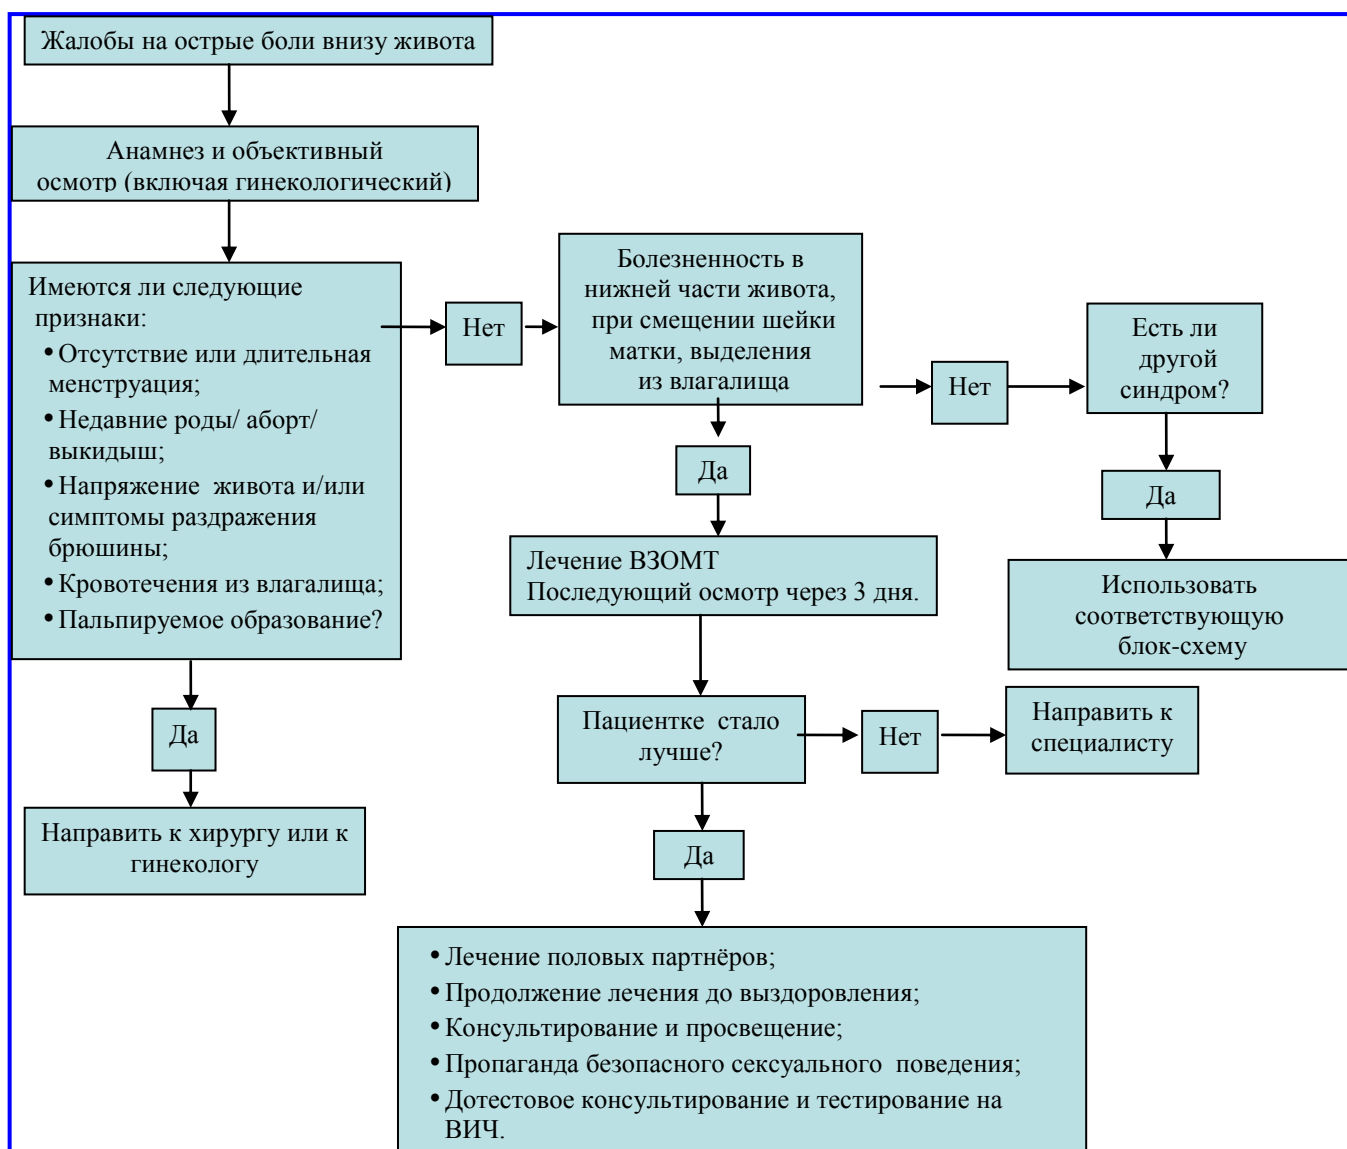 Жалобы на острые боли внизу живота
Анамнез и объективный
осмотр (включая гинекологический)
Имеются ли следующие
признаки:
• Отсутствие или длительная
менструация;
• Недавние роды/ аборт/
выкидыш;
• Напряжение живота и/или
симптомы раздражения
брюшины;
• Кровотечения из влагалища;
• Пальпируемое образование?
Нет
Болезненность в
нижней части живота,
при смещении шейки
матки, выделения
из влагалища
Нет
Есть ли
другой
синдром?
Да
Да
Лечение ВЗОМТ
Последующий осмотр через 3 дня.
Использовать
соответствующую
блок-схему
Да
Пациентке стало
лучше?
Нет
Направить к
специалисту
Направить к хирургу или к
гинекологу
Да
• Лечение половых партнёров;
• Продолжение лечения до выздоровления;
• Консультирование и просвещение;
• Пропаганда безопасного сексуального поведения;
• Дотестовое консультирование и тестирование на
ВИЧ.